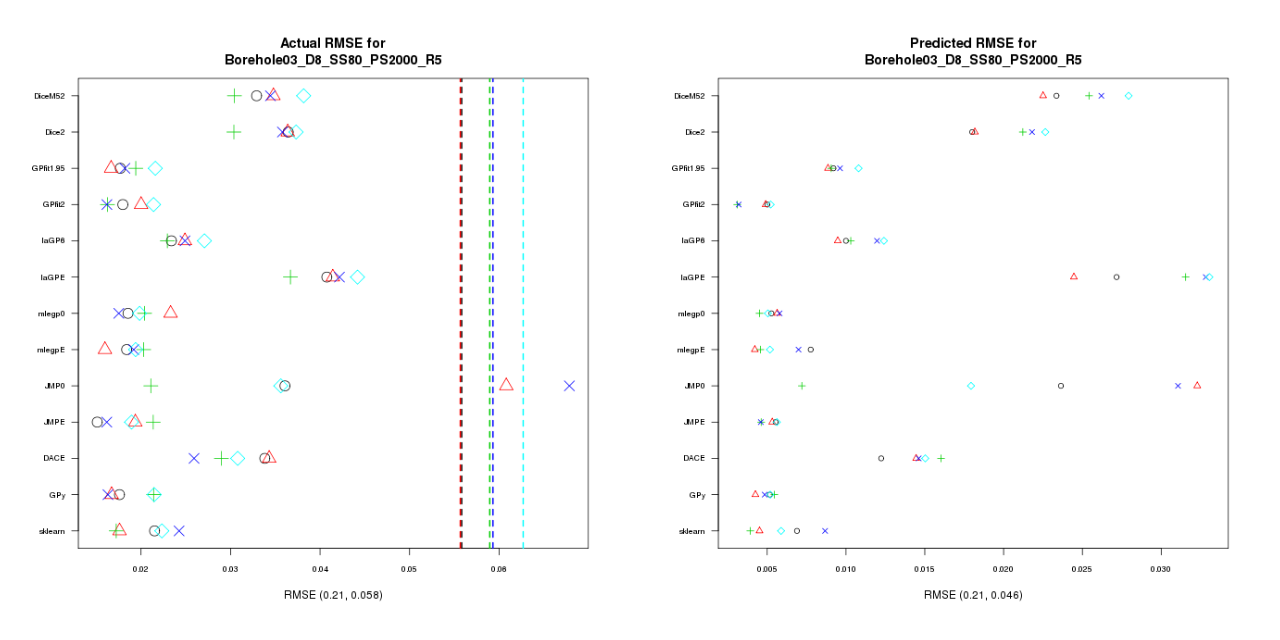 Actual RMSE for
Borehole03_D8_SS80_PS2000_R5
DiceM52
Dice2
GPfit1.95
GPfit2
laGP6
laGPE
mlegp0
mlegpE
JMP0
JMPE
DACE
GPy
sklearn
0.02 0.03 0.04 0.05 0.06
RMSE (0.21, 0.058)
Predicted RMSE for
Borehole03_D8_SS80_PS2000_R5
DiceM52
Dice2
GPfit1.95
GPfit2
laGP6
laGPE
mlegp0
mlegpE
JMP0
JMPE
DACE
GPy
sklearn
0.005 0.010 0.015 0.020 0.025 0.030
RMSE (0.21, 0.046)